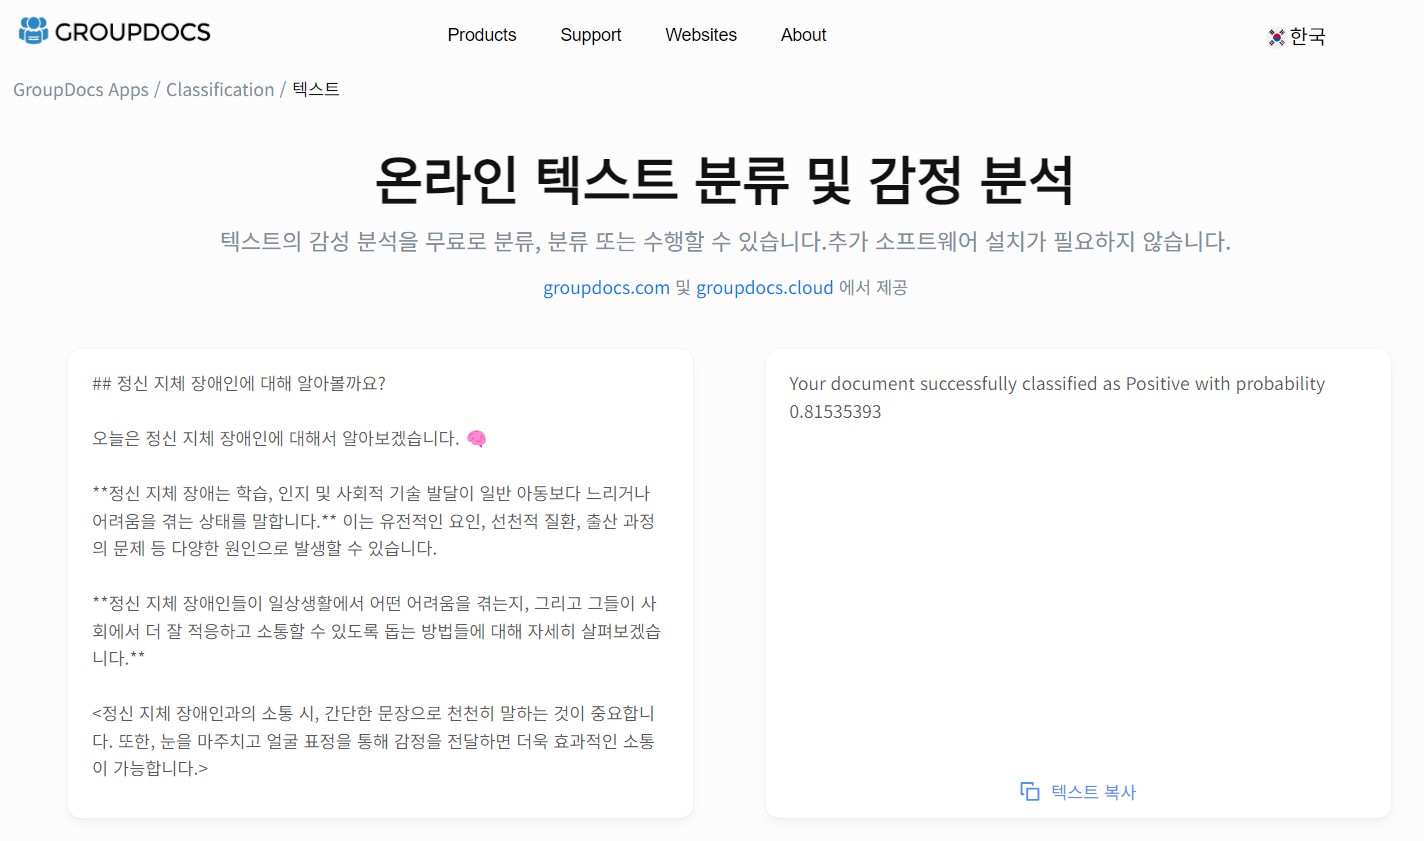 GROUPDOCS
Products
Support
Websites
About
한국
GroupDocs Apps / Classification / 텍스트
온라인 텍스트 분류 및 감정 분석
텍스트의 감성 분석을 무료로 분류, 분류 또는 수행할 수 있습니다.추가 소프트웨어 설치가 필요하지 않습니다.
groupdocs.com 및 groupdocs.cloud 에서 제공
## 정신 지체 장애인에 대해 알아볼까요?
오늘은 정신 지체 장애인에 대해서 알아보겠습니다. 🧠
**정신 지체 장애는 학습, 인지 및 사회적 기술 발달이 일반 아동보다 느리거나
어려움을 겪는 상태를 말합니다.** 이는 유전적인 요인, 선천적 질환, 출산 과정
의 문제 등 다양한 원인으로 발생할 수 있습니다.
**정신 지체 장애인들이 일상생활에서 어떤 어려움을 겪는지, 그리고 그들이 사
회에서 더 잘 적응하고 소통할 수 있도록 돕는 방법들에 대해 자세히 살펴보겠습
니다.**
<정신 지체 장애인과의 소통 시, 간단한 문장으로 천천히 말하는 것이 중요합니
다. 또한, 눈을 마주치고 얼굴 표정을 통해 감정을 전달하면 더욱 효과적인 소통
이 가능합니다.>
Your document successfully classified as Positive with probability
0.81535393
텍스트 복사